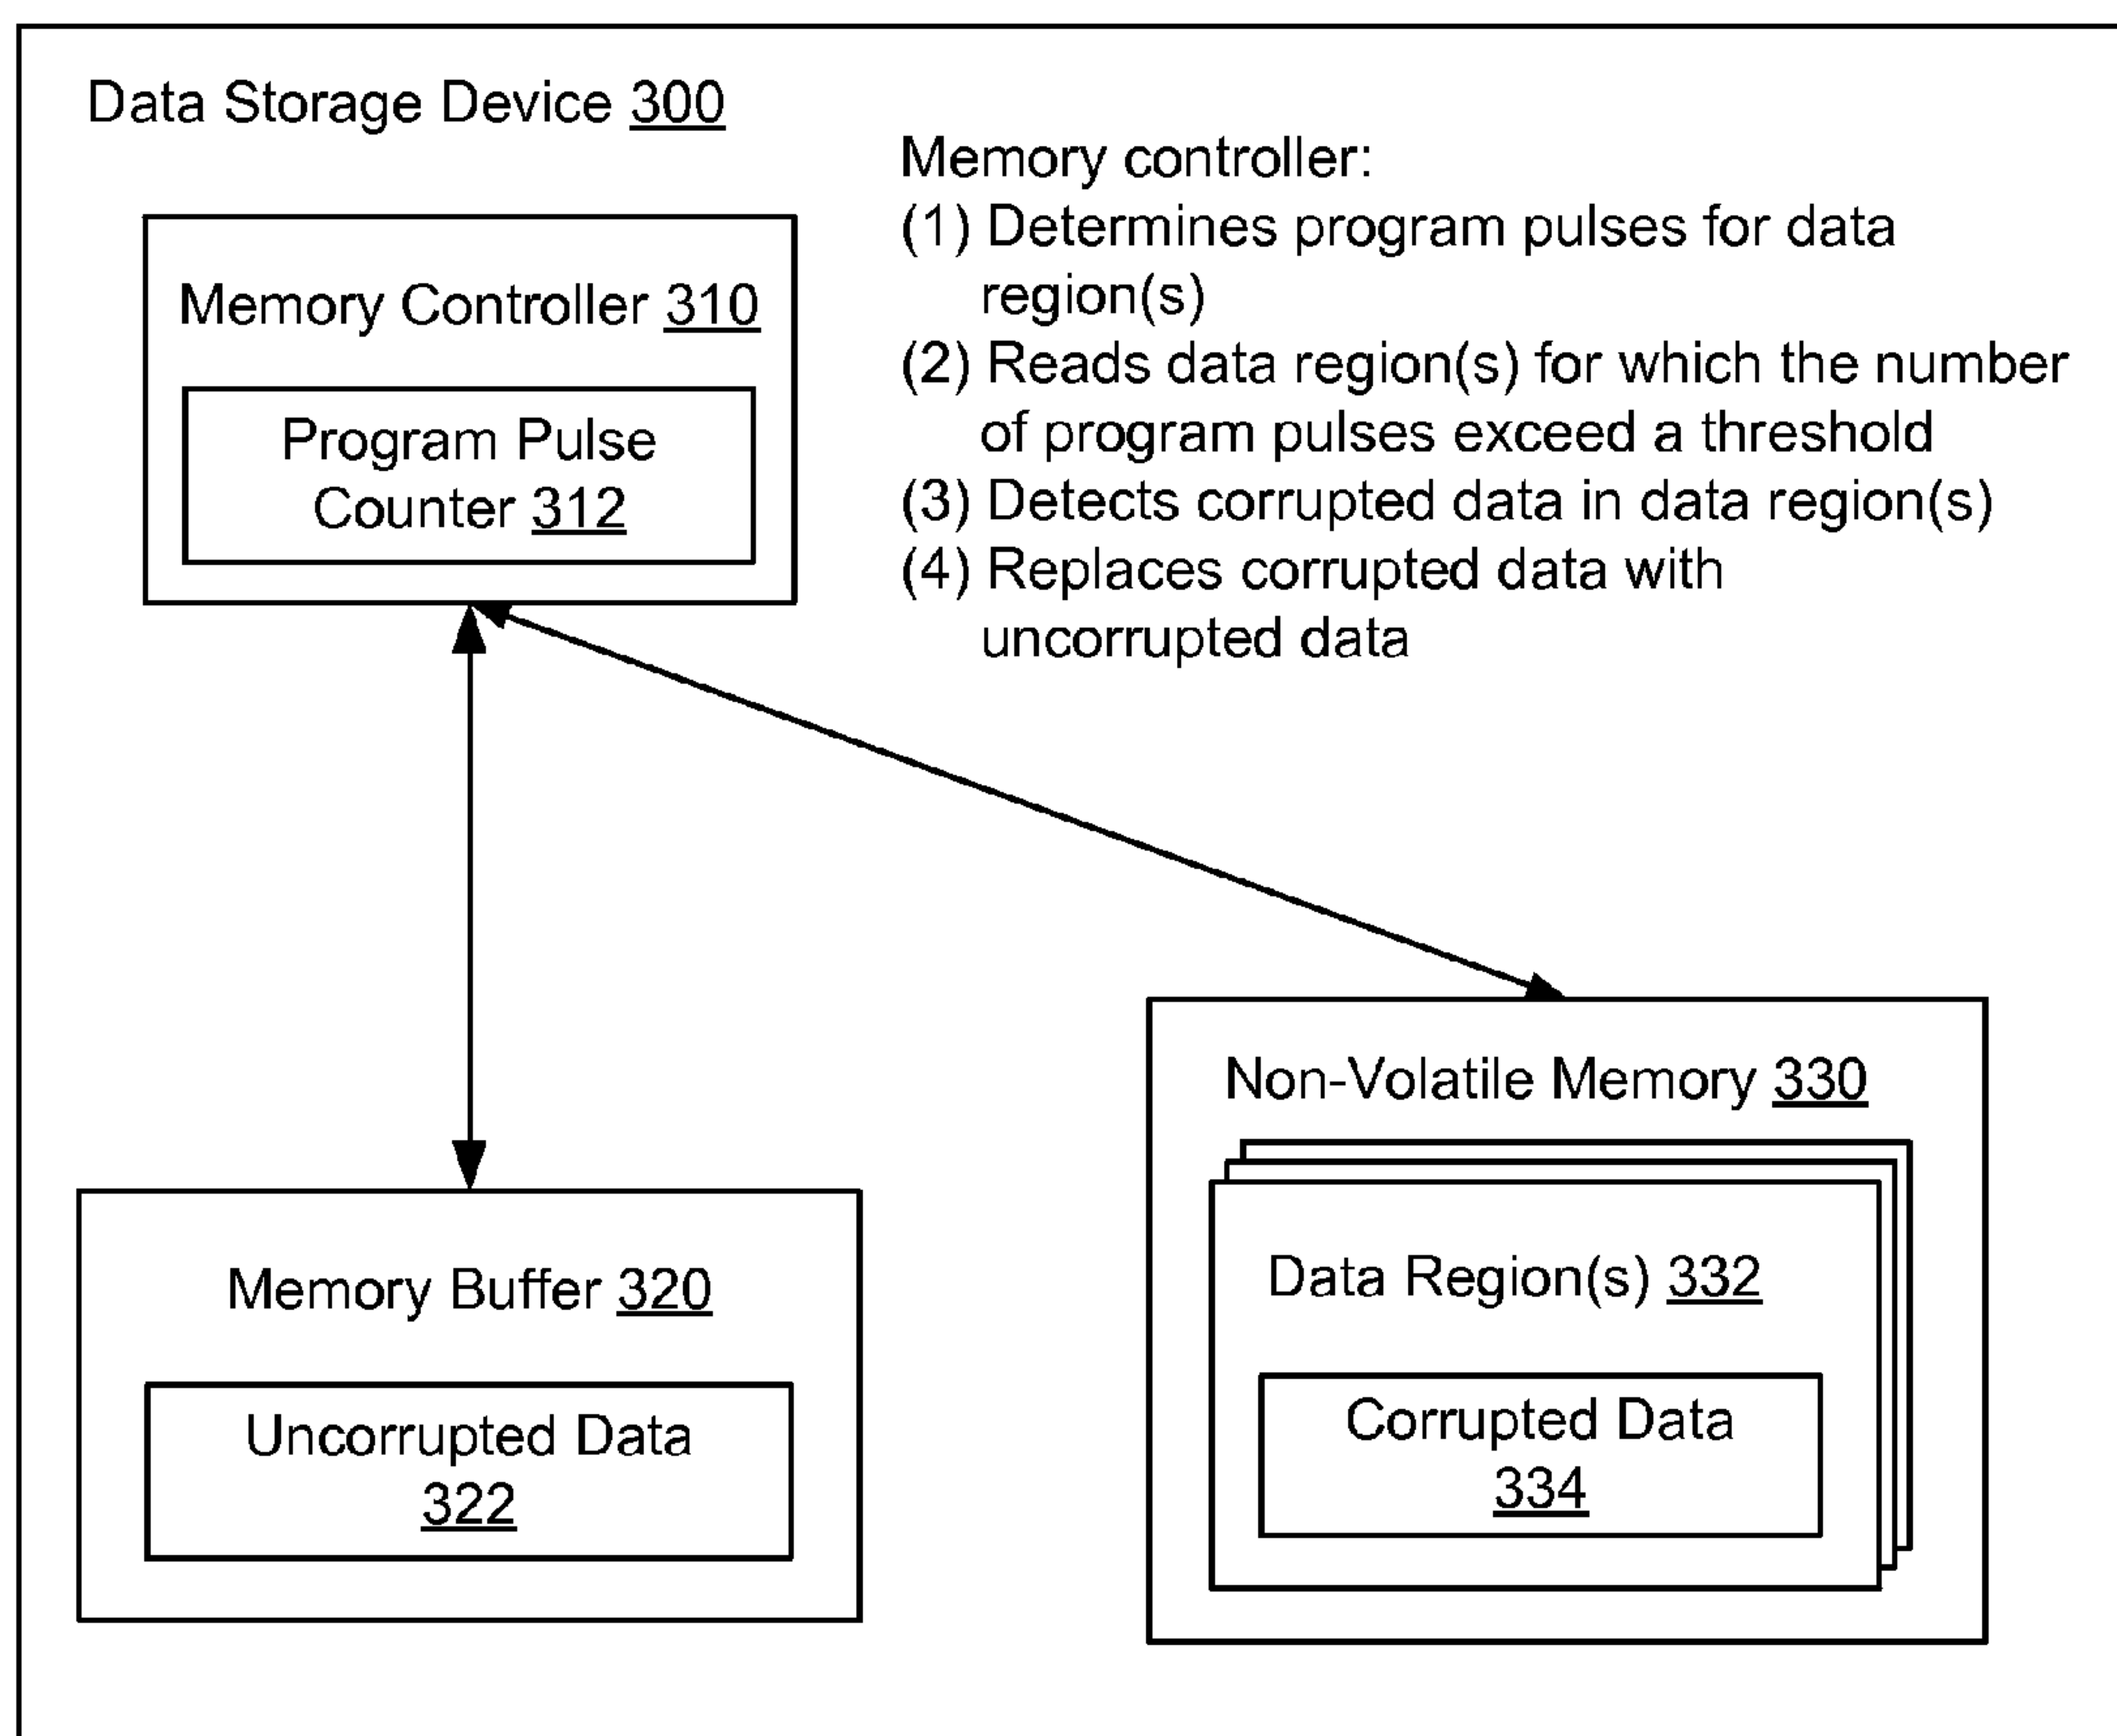 Data Storage Device 300
Memory controller:
(1) Determines program pulses for data
region(s)
(2) Reads data region(s) for which the number
of program pulses exceed a threshold
(3) Detects corrupted data in data region(s)
(4) Replaces corrupted data with
uncorrupted data
Memory Controller 310
Program Pulse
Counter 312
Memory Buffer 320
Uncorrupted Data
322
Non-Volatile Memory 330
Data Region(s) 332
Corrupted Data
334